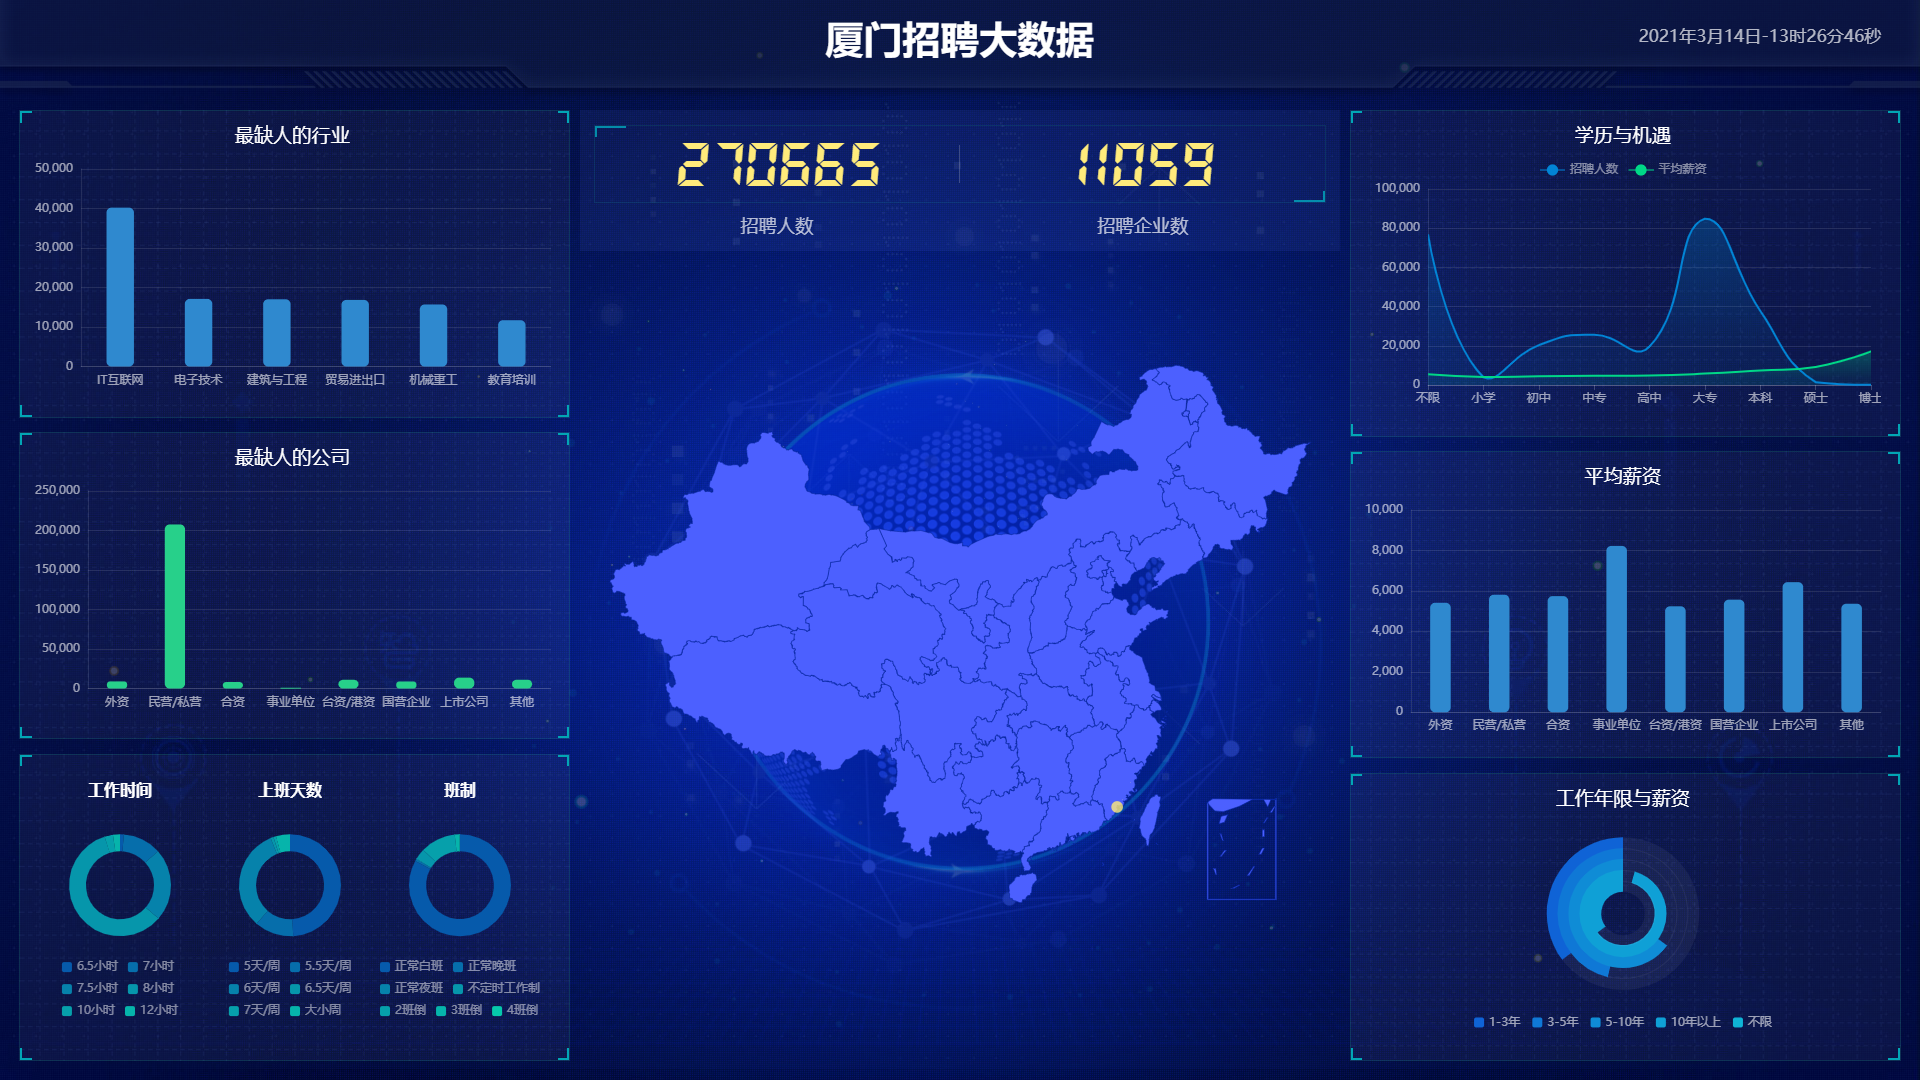 厦门招聘大数据
2021年3月14日-13时26分46秒
最缺人的行业
50,000
40,000
30,000
20,000
10,000
0
IT互联网 电子技术 建筑与工程 贸易进出口 机械重工 教育培训
最缺人的公司
250,000
200,000
150,000
100,000
50,000
0
外资 民营/私营 合资 事业单位 台资/港资 国营企业 上市公司 其他
工作时间 上班天数 班制
6.5小时 7小时
7.5小时 8小时
10小时 12小时
5天/周 5.5天/周
6天/周 6.5天/周
7天/周 大小周
正常白班 正常晚班
正常夜班 不定时工作制
2班倒 3班倒 4班倒
270665 11059
招聘人数 招聘企业数
学历与机遇
招聘人数 平均薪资
100,000
80,000
60,000
40,000
20,000
0
不限 小学 初中 中专 高中 大专 本科 硕士 博士
平均薪资
10,000
8,000
6,000
4,000
2,000
0
外资 民营/私营 合资 事业单位 台资/港资 国营企业 上市公司 其他
工作年限与薪资
1-3年 3-5年 5-10年 10年以上 不限